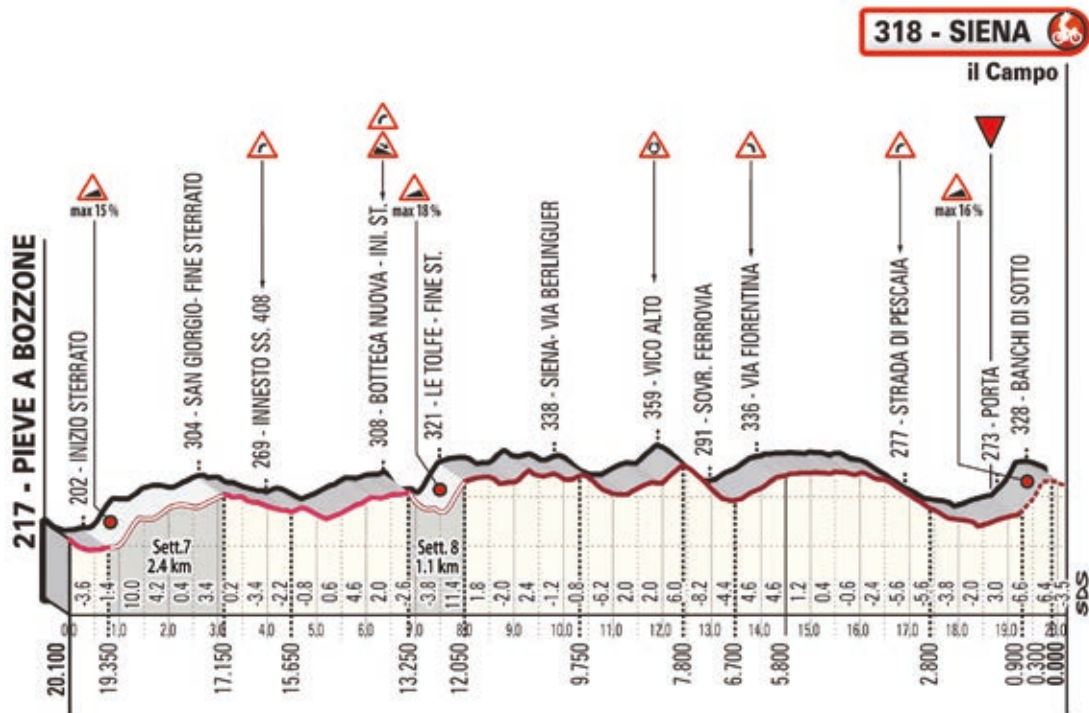 318 - SIENA
il Campo
max 15 %
max 18 %
max 16 %
217 - PIEVE A BOZZONE
202 - INIZIO STERRATO
304 - SAN GIORGIO- FINE STERRATO
269 - INNESTO SS. 408
308 - BOTTEGA NUOVA - INI. ST.
321 - LE TOLFE - FINE ST.
338 - SIENA- VIA BERLINGUER
359 - VICO ALTO
291 - SOVR. FERROVIA
336 - VIA FIORENTINA
277 - STRADA DI PESCAIA
273 - PORTA
328 - BANCHI DI SOTTO
Sett.7
2.4 km
Sett. 8
1.1 km
-3.6 1.4 10.0 4.2 0.4 3.4 0.2 -3.4 -2.2 -0.8 0.6 4.6 2.0 -2.6 -3.8 11.4 1.8 -2.0 2.4 -1.2 -0.8 -6.2 2.0 2.0 6.0 -8.2 -4.4 4.6 4.6 1.2 0.4 -0.6 -2.4 -5.6 -5.6 -3.8 -2.0 3.0 6.6 6.4 -3.5
SDS
0.0 1.0 2.0 3.0 4.0 5.0 6.0 7.0 8.0 9.0 10.0 11.0 12.0 13.0 14.0 15.0 16.0 17.0 18.0 19.0 20.0
20.100 19.350 17.150 15.650 13.250 12.050 9.750 7.800 6.700 5.800 2.800 0.900 0.300 0.000